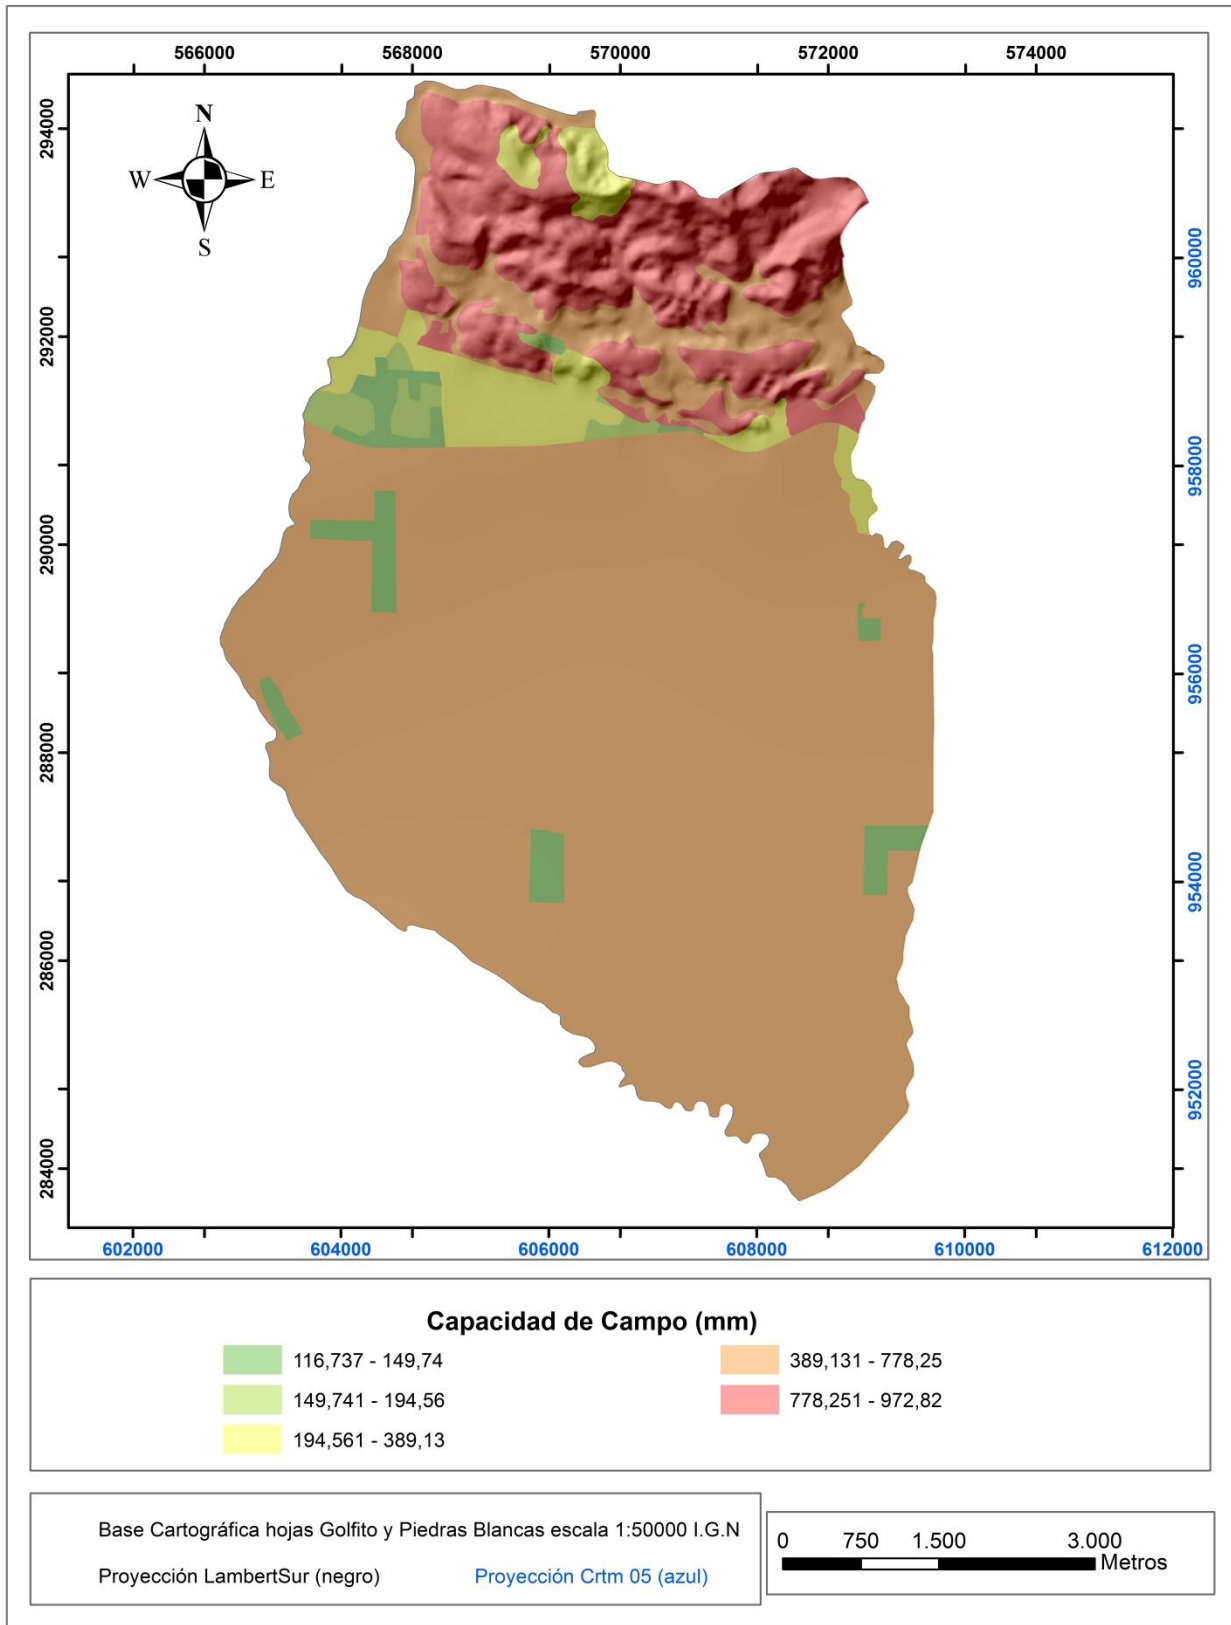 566000 568000 570000 572000 574000
N
W E
S
294000
292000
290000
288000
286000
284000
960000
958000
956000
954000
952000
602000 604000 606000 608000 610000 612000
Capacidad de Campo (mm)
116,737 - 149,74
149,741 - 194,56
194,561 - 389,13
389,131 - 778,25
778,251 - 972,82
Base Cartográfica hojas Golfito y Piedras Blancas escala 1:50000 I.G.N
Proyección LambertSur (negro) Proyección Crtm 05 (azul)
0 750 1.500 3.000
Metros